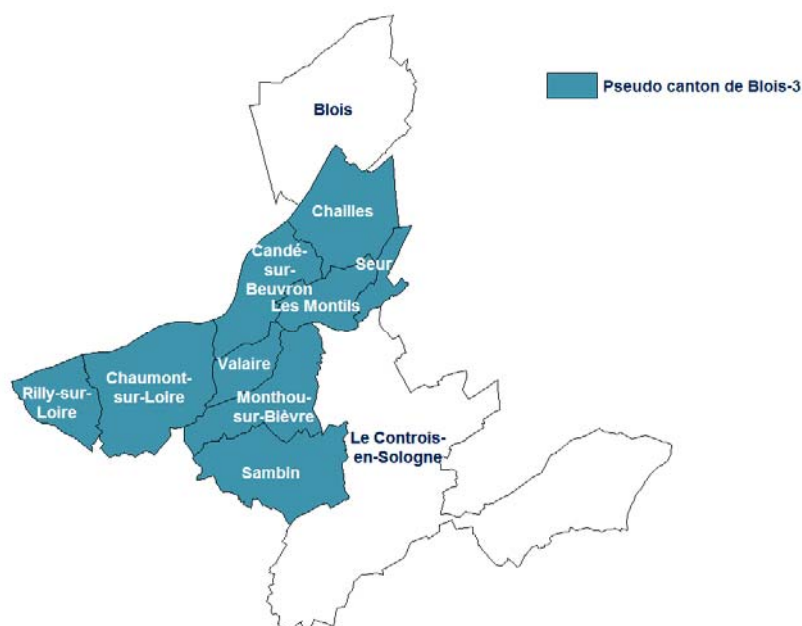 Pseudo canton de Blois-3
Blois
Chailles
Candé-
sur-
Beuvron
Seur
Les Montils
Valaire
Chaumont-
sur-Loire
Rilly-sur-
Loire
Monthou-
sur-Bièvre
Le Controis-
en-Sologne
Sambin